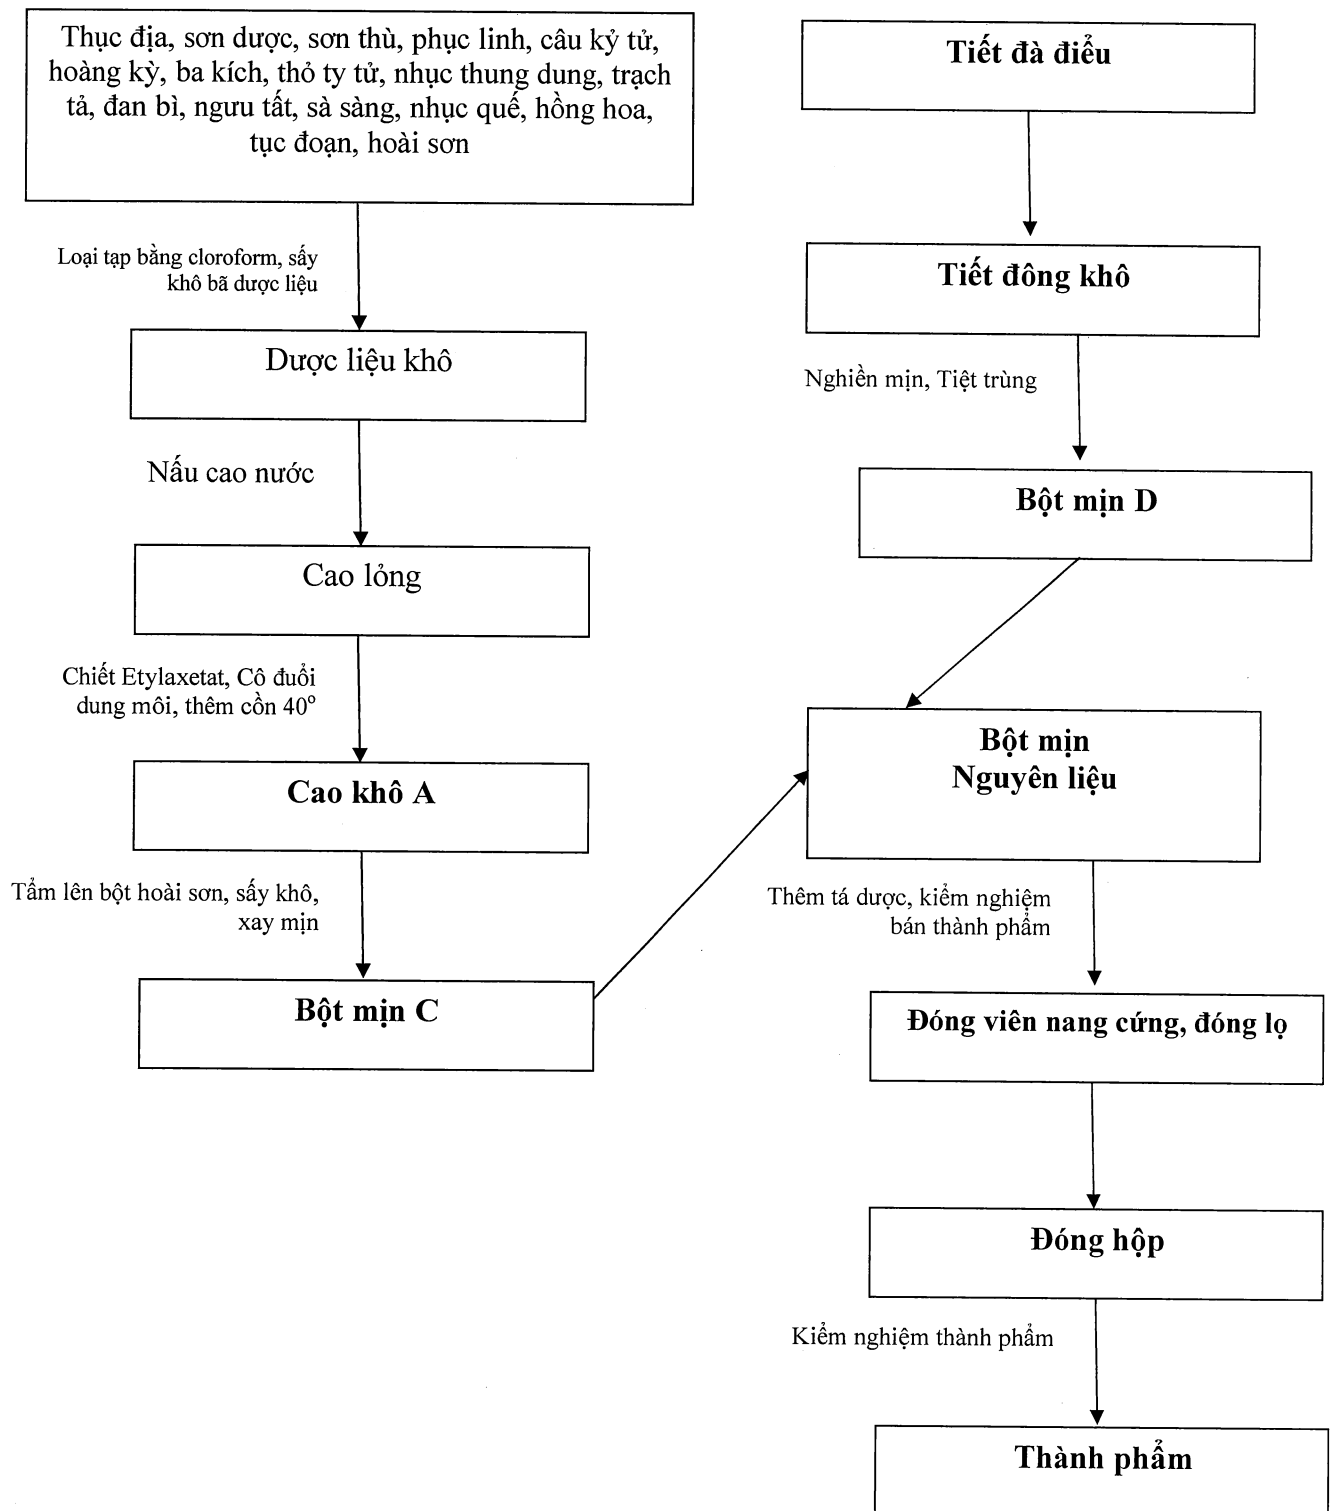 Thục địa, sơn dược, sơn thù, phục linh, câu kỷ tử,
hoàng kỳ, ba kích, thỏ ty tử, nhục thung dung, trạch
tả, đan bì, ngưu tất, sà sàng, nhục quế, hồng hoa,
tục đoạn, hoài sơn
Loại tạp bằng cloroform, sấy
khô bã dược liệu
Dược liệu khô
Nấu cao nước
Cao lỏng
Chiết Etylaxetat, Cô đuổi
dung môi, thêm cồn 40º
Cao khô A
Tẩm lên bột hoài sơn, sấy khô,
xay mịn
Bột mịn C
Tiết đà điểu
Tiết đông khô
Nghiền mịn, Tiệt trùng
Bột mịn D
Bột mịn
Nguyên liệu
Thêm tá dược, kiểm nghiệm
bán thành phẩm
Đóng viên nang cứng, đóng lọ
Đóng hộp
Kiểm nghiệm thành phẩm
Thành phẩm